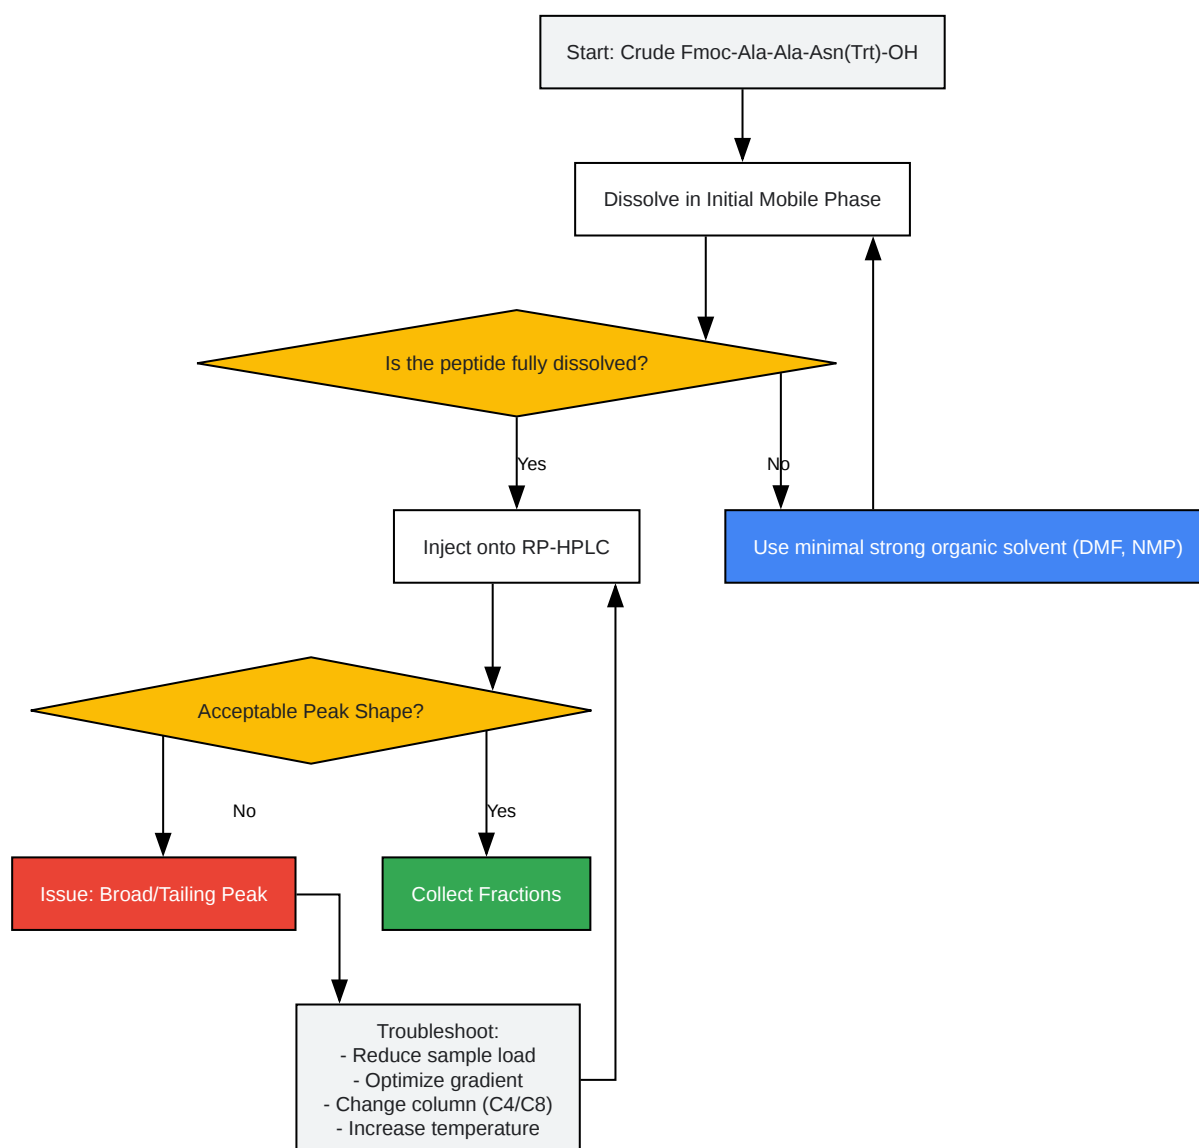 Start: Crude Fmoc-Ala-Ala-Asn(Trt)-OH
Dissolve in Initial Mobile Phase
Is the peptide fully dissolved?
Yes
No
Inject onto RP-HPLC
Use minimal strong organic solvent (DMF, NMP)
Acceptable Peak Shape?
No
Yes
Issue: Broad/Tailing Peak
Collect Fractions
Troubleshoot:
- Reduce sample load
- Optimize gradient
- Change column (C4/C8)
- Increase temperature